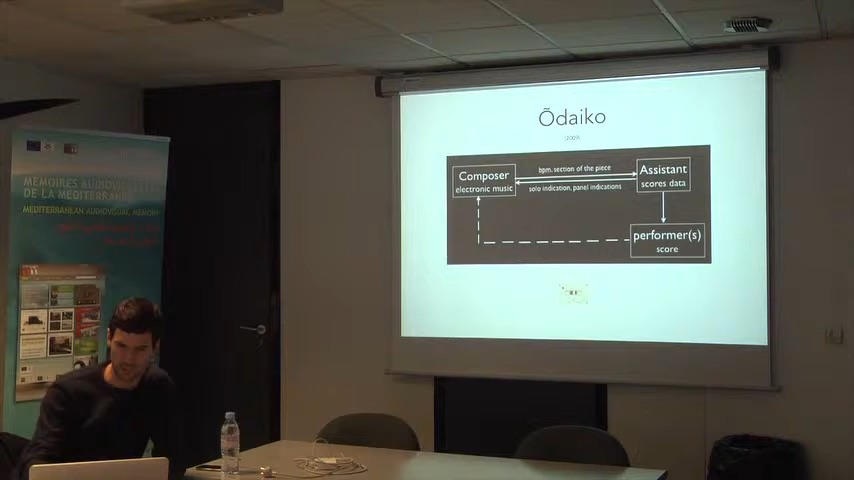 MEMOIRES AUDIOVISUELLES
DE LA MEDITERRANEE
MEDITERRANEAN AUDIOVISUAL MEMORY
Õdaiko
(2009)
Composer
electronic music
bpm, section of the piece
solo indication, panel indications
Assistant
scores data
performer(s)
score